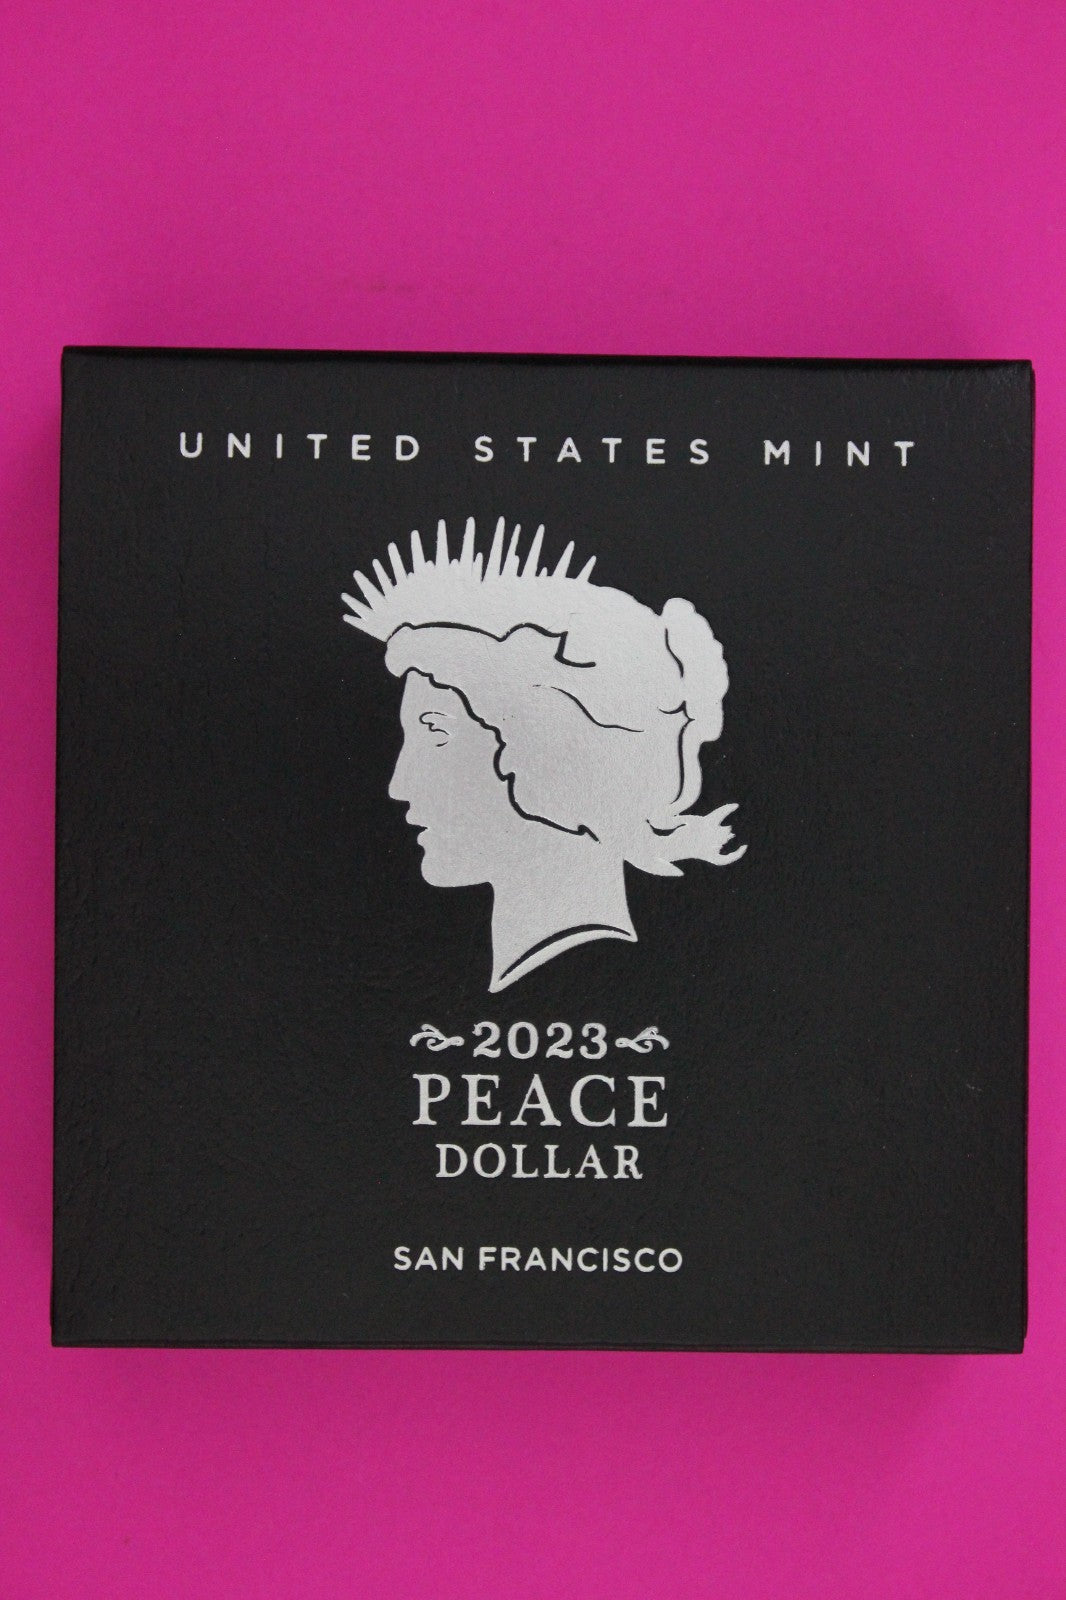 UNITED STATES MINT
2023
PEACE
DOLLAR
SAN FRANCISCO